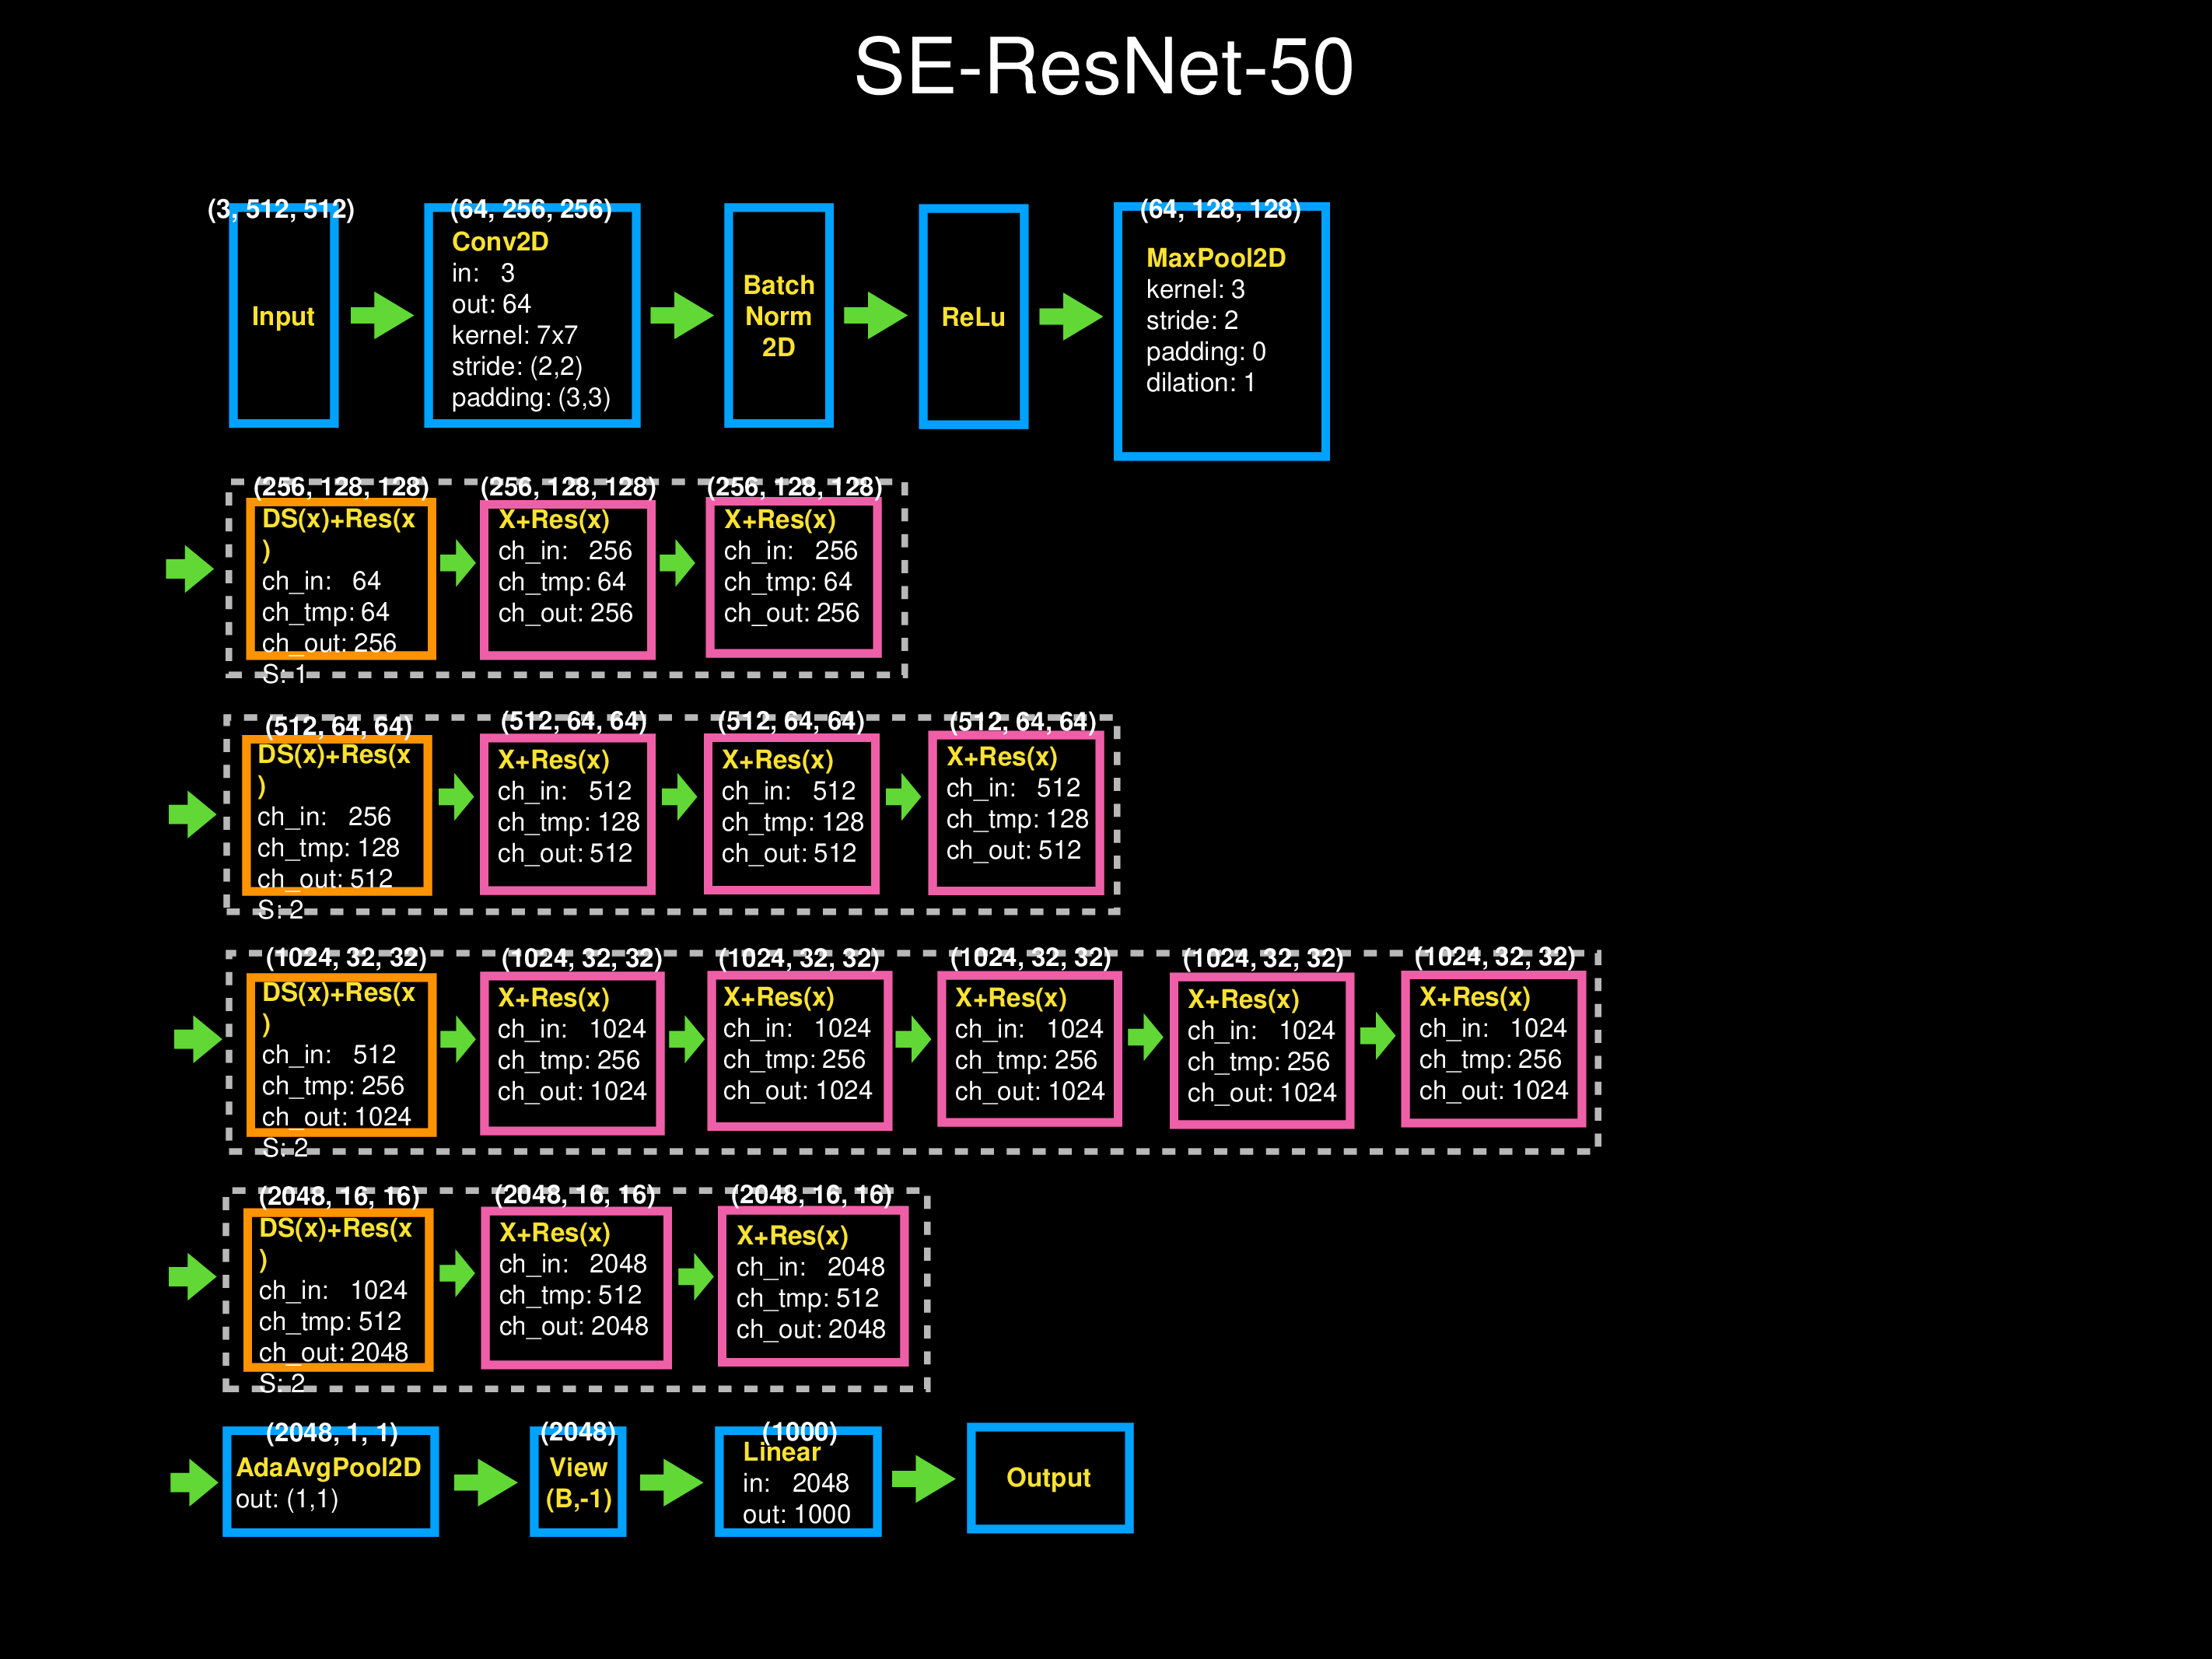 SE-ResNet-50
(3, 512, 512)
Input
(64, 256, 256)
Conv2D
in: 3
out: 64
kernel: 7x7
stride: (2,2)
padding: (3,3)
Batch
Norm
2D
ReLu
(64, 128, 128)
MaxPool2D
kernel: 3
stride: 2
padding: 0
dilation: 1
(256, 128, 128)
DS(x)+Res(x
)
ch_in: 64
ch_tmp: 64
ch_out: 256
S: 1
(256, 128, 128)
X+Res(x)
ch_in: 256
ch_tmp: 64
ch_out: 256
(256, 128, 128)
X+Res(x)
ch_in: 256
ch_tmp: 64
ch_out: 256
(512, 64, 64)
DS(x)+Res(x
)
ch_in: 256
ch_tmp: 128
ch_out: 512
S: 2
(512, 64, 64)
X+Res(x)
ch_in: 512
ch_tmp: 128
ch_out: 512
(512, 64, 64)
X+Res(x)
ch_in: 512
ch_tmp: 128
ch_out: 512
(512, 64, 64)
X+Res(x)
ch_in: 512
ch_tmp: 128
ch_out: 512
(1024, 32, 32)
DS(x)+Res(x
)
ch_in: 512
ch_tmp: 256
ch_out: 1024
S: 2
(1024, 32, 32)
X+Res(x)
ch_in: 1024
ch_tmp: 256
ch_out: 1024
(1024, 32, 32)
X+Res(x)
ch_in: 1024
ch_tmp: 256
ch_out: 1024
(1024, 32, 32)
X+Res(x)
ch_in: 1024
ch_tmp: 256
ch_out: 1024
(1024, 32, 32)
X+Res(x)
ch_in: 1024
ch_tmp: 256
ch_out: 1024
(1024, 32, 32)
X+Res(x)
ch_in: 1024
ch_tmp: 256
ch_out: 1024
(2048, 16, 16)
DS(x)+Res(x
)
ch_in: 1024
ch_tmp: 512
ch_out: 2048
S: 2
(2048, 16, 16)
X+Res(x)
ch_in: 2048
ch_tmp: 512
ch_out: 2048
(2048, 16, 16)
X+Res(x)
ch_in: 2048
ch_tmp: 512
ch_out: 2048
(2048, 1, 1)
AdaAvgPool2D
out: (1,1)
(2048)
View
(B,-1)
(1000)
Linear
in: 2048
out: 1000
Output